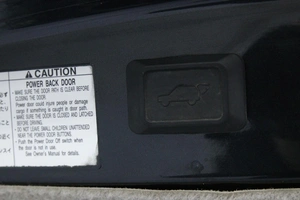 ⚠ CAUTION
POWER BACK DOOR
• MAKE SURE THE DOOR PATH IS CLEAR BEFORE
CLOSING THE DOOR.
Power door could injure people or damage
cargo if something is caught in door path.
• MAKE SURE THE DOOR IS CLOSED AND LATCHED
BEFORE DRIVING.
• DO NOT LEAVE SMALL CHILDREN UNATTENDED
NEAR THE POWER DOOR BUTTONS.
• Push the Power Door Off switch when
the door is not in use.
See Owner's Manual for details.